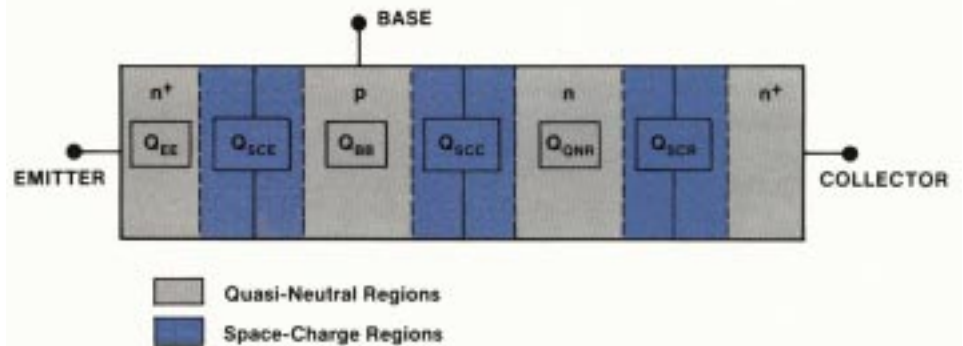 BASE
n+ p n n+
QEE QSCE QBB QSCC QQNR QSCR
EMITTER
COLLECTOR
Quasi-Neutral Regions
Space-Charge Regions